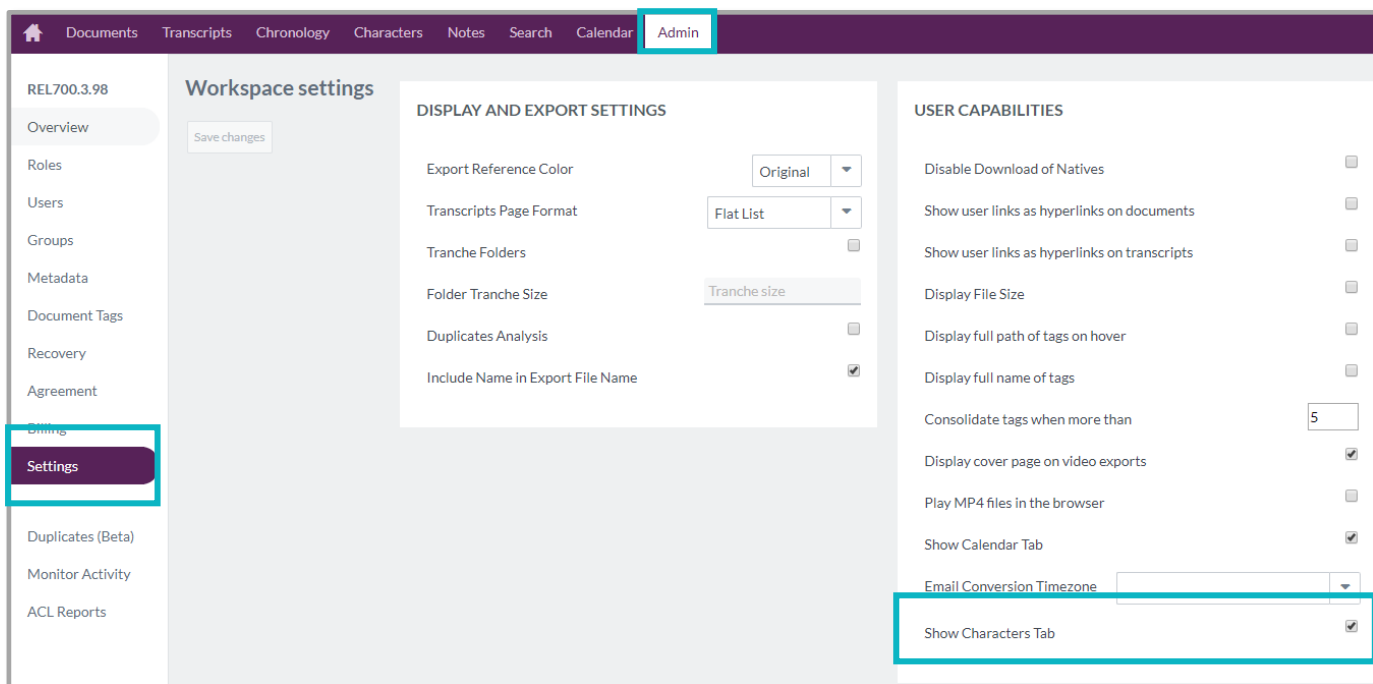 Documents Transcripts Chronology Characters Notes Search Calendar Admin
REL700.3.98
Overview
Roles
Users
Groups
Metadata
Document Tags
Recovery
Agreement
Billing
Settings
Duplicates (Beta)
Monitor Activity
ACL Reports
Workspace settings
Save changes
DISPLAY AND EXPORT SETTINGS
Export Reference Color Original
Transcripts Page Format Flat List
Tranche Folders
Folder Tranche Size Tranche size
Duplicates Analysis
Include Name in Export File Name
USER CAPABILITIES
Disable Download of Natives
Show user links as hyperlinks on documents
Show user links as hyperlinks on transcripts
Display File Size
Display full path of tags on hover
Display full name of tags
Consolidate tags when more than 5
Display cover page on video exports
Play MP4 files in the browser
Show Calendar Tab
Email Conversion Timezone
Show Characters Tab